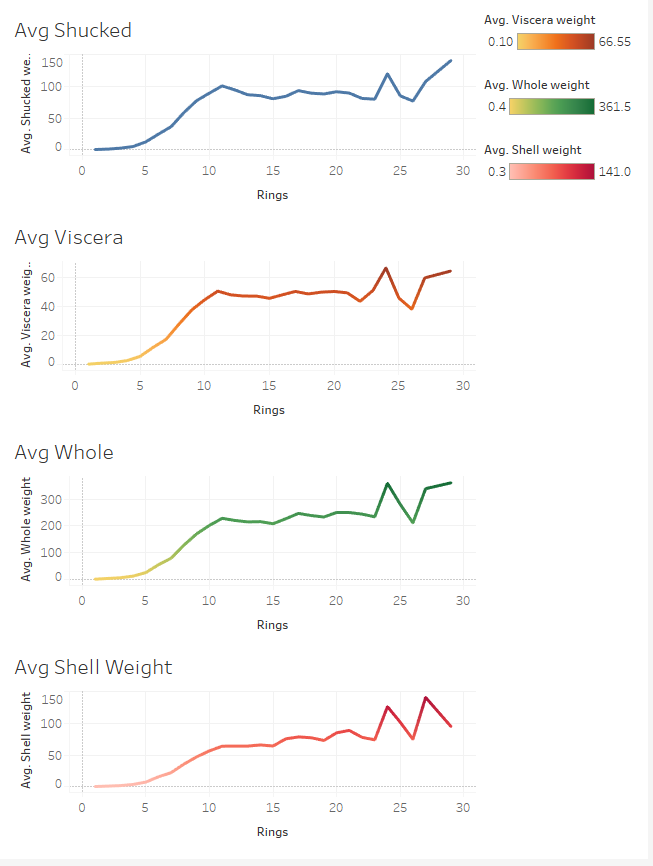 Avg Shucked
Avg. Shucked we..
150
100
50
0
0 5 10 15 20 25 30
Rings
Avg. Viscera weight
0.10 66.55
Avg. Whole weight
0.4 361.5
Avg. Shell weight
0.3 141.0
Avg Viscera
Avg. Viscera weig..
60
40
20
0
0 5 10 15 20 25 30
Rings
Avg Whole
Avg. Whole weight
300
200
100
0
0 5 10 15 20 25 30
Rings
Avg Shell Weight
Avg. Shell weight
150
100
50
0
0 5 10 15 20 25 30
Rings